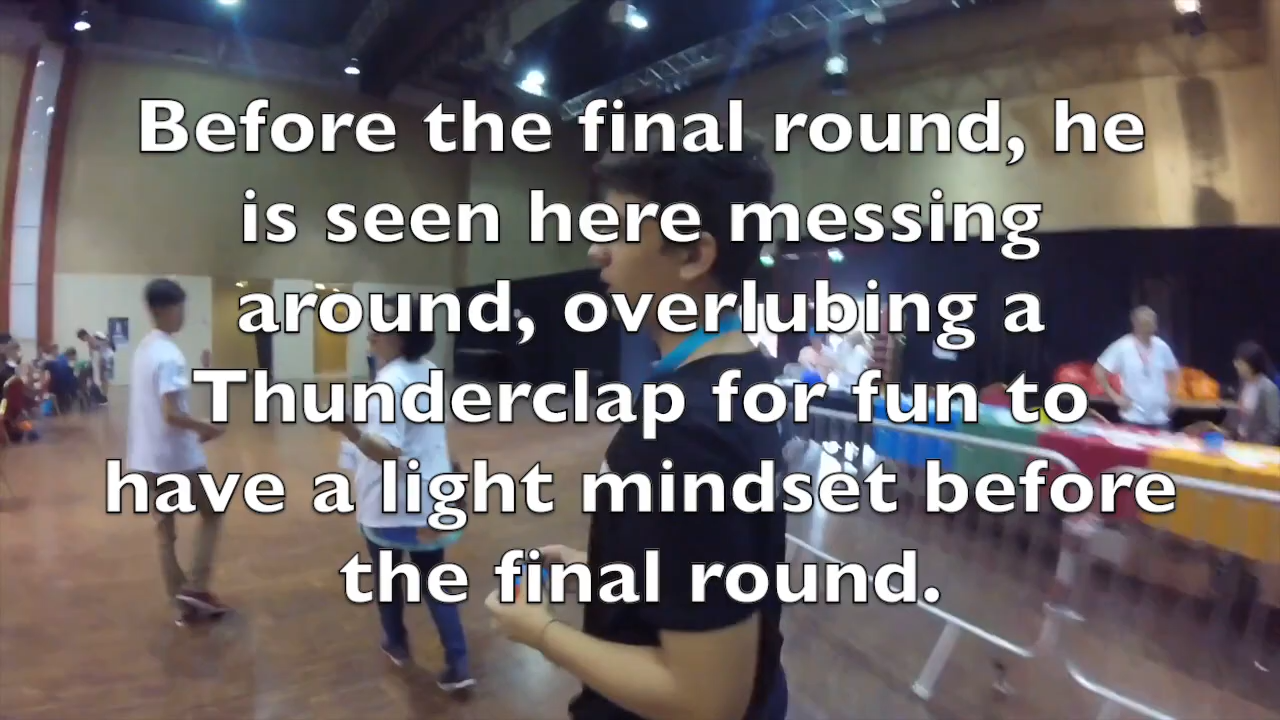 Before the final round, he
is seen here messing
around, overlubing a
Thunderclap for fun to
have a light mindset before
the final round.